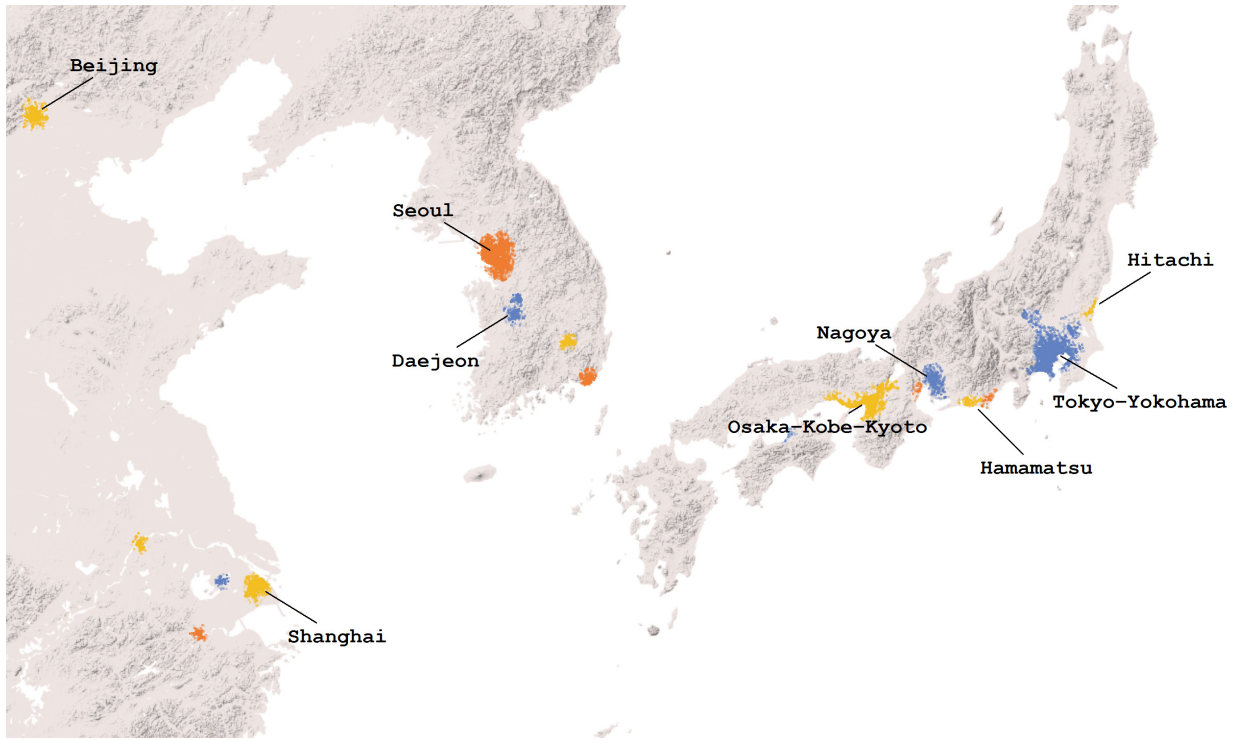 Beijing
Seoul
Hitachi
Nagoya
Daejeon
Tokyo-Yokohama
Osaka-Kobe-Kyoto
Hamamatsu
Shanghai